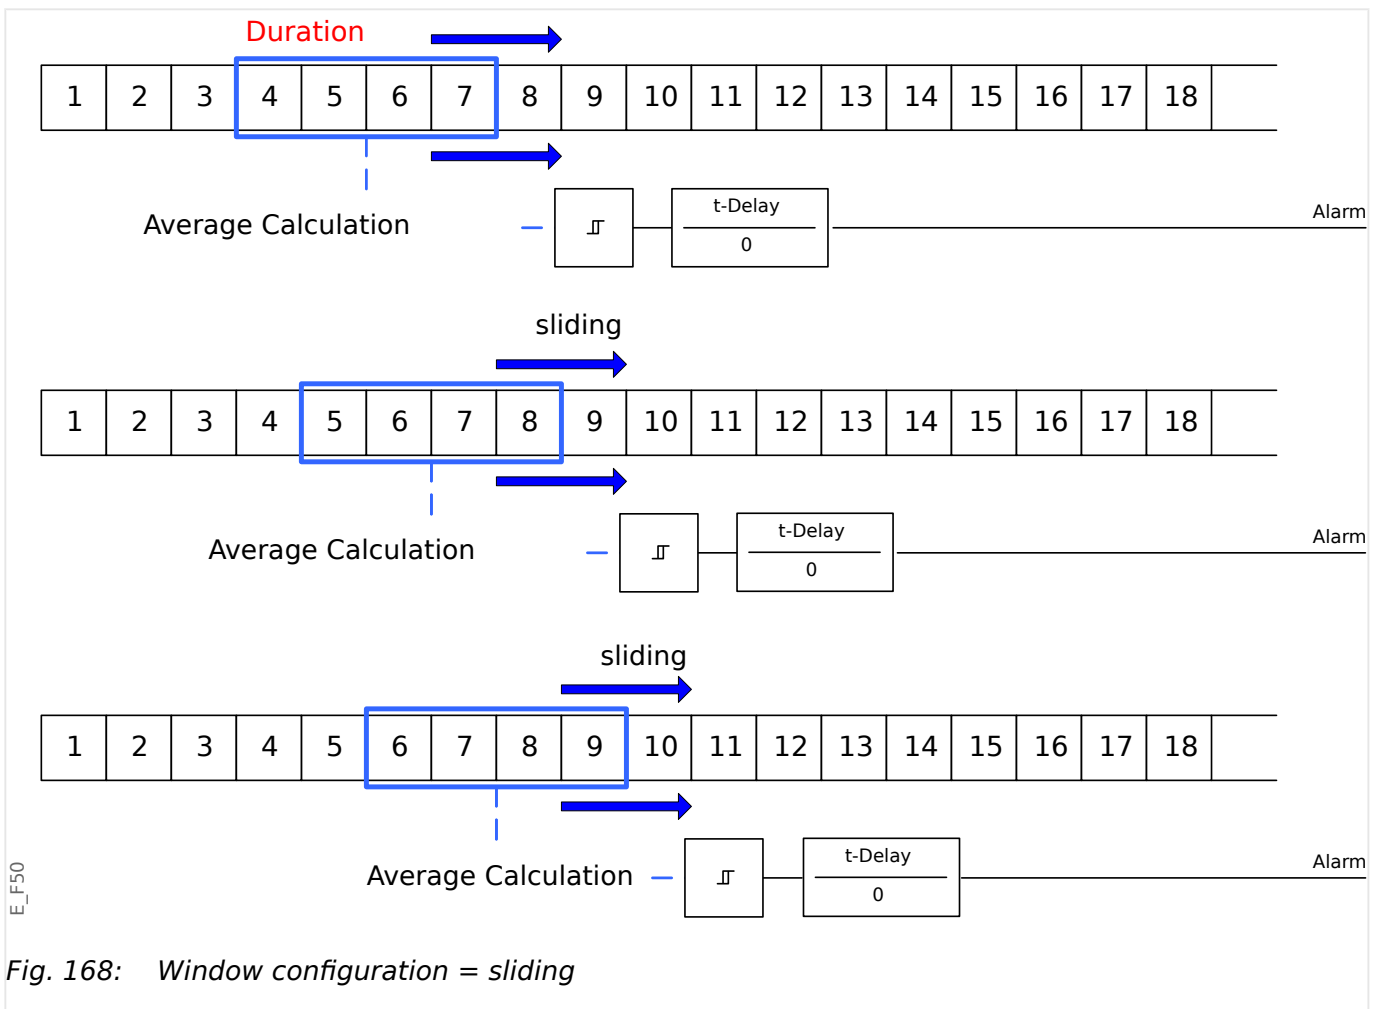 Duration
1 2 3 4 5 6 7 8 9 10 11 12 13 14 15 16 17 18
t-Delay
Alarm
Average Calculation
0
sliding
1 2 3 4 5 6 7 8 9 10 11 12 13 14 15 16 17 18
t-Delay
Alarm
Average Calculation
0
sliding
1 2 3 4 5 6 7 8 9 10 11 12 13 14 15 16 17 18
t-Delay
Alarm
Average Calculation
0
E_F50
Fig. 168: Window configuration = sliding